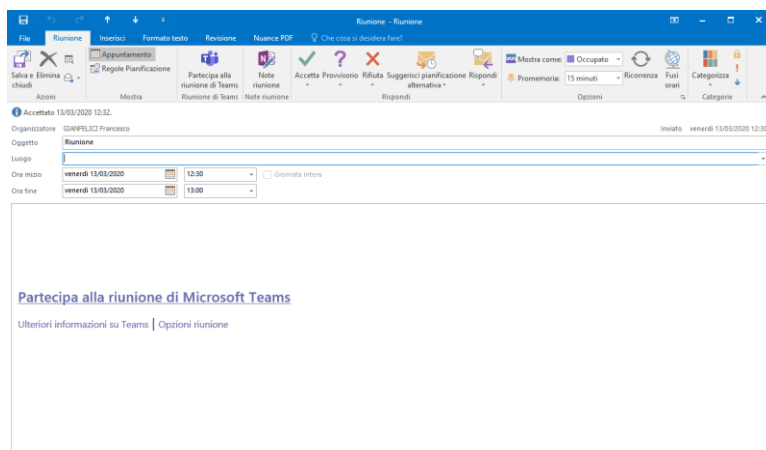 Riunione - Riunione
File Riunione Inserisci Formato testo Revisione Nuance PDF Che cosa si desidera fare?
Salva e chiudi
Elimina
Appuntamento
Regole Pianificazione
Partecipa alla riunione di Teams
Note riunione
Accetta Provvisorio Rifiuta Suggerisci pianificazione alternativa Rispondi
Mostra come: Occupato
Promemoria: 15 minuti
Ricorrenza
Fusi orari
Categorizza
Azioni Mostra Riunione di Teams Note riunione Rispondi Opzioni Categorie
Accettato 13/03/2020 12:32.
Organizzatore GIANFELICI Francesco Inviato venerdì 13/03/2020 12:30
Oggetto Riunione
Luogo
Ora inizio venerdì 13/03/2020 12:30 Giornata intera
Ora fine venerdì 13/03/2020 13:00
Partecipa alla riunione di Microsoft Teams
Ulteriori informazioni su Teams | Opzioni riunione